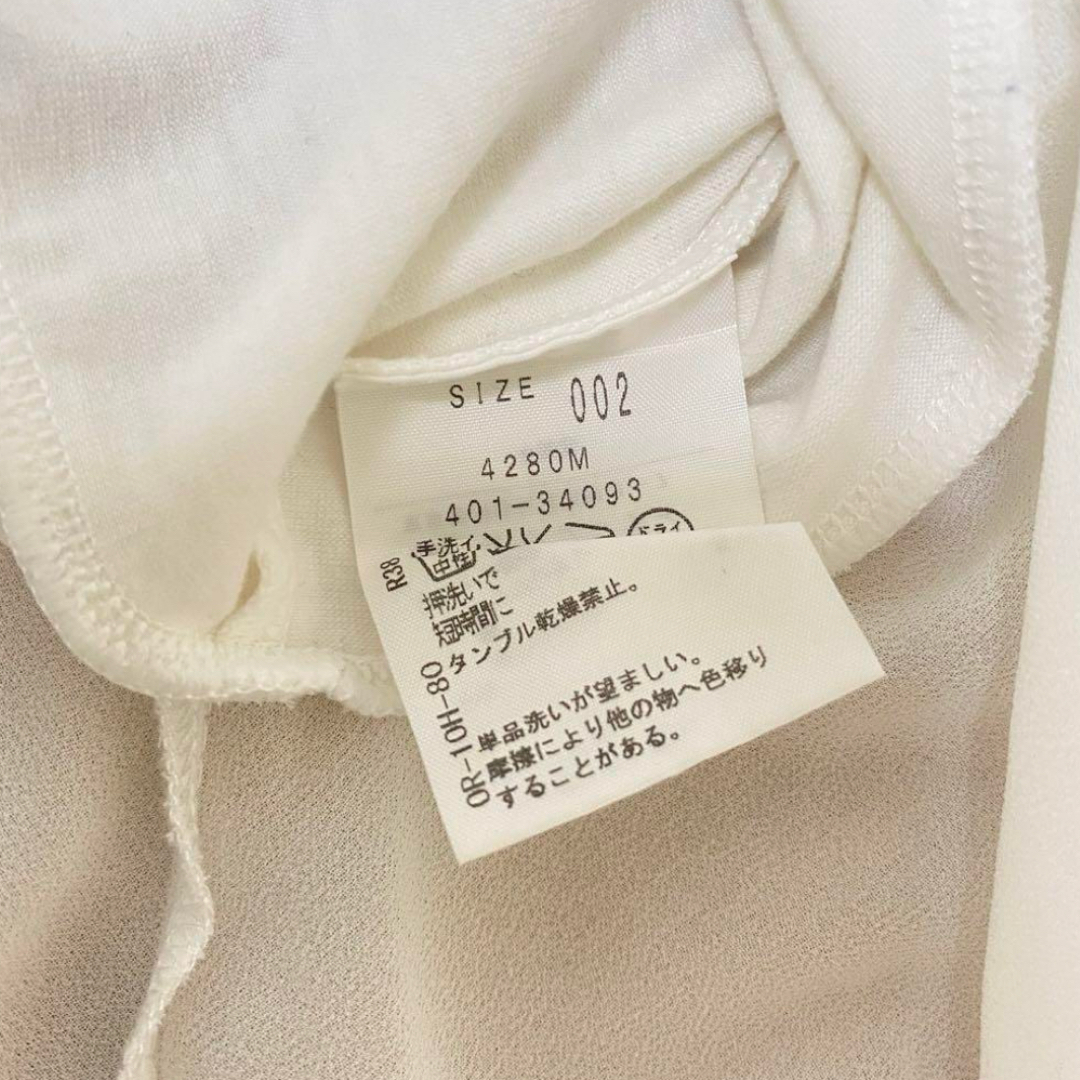 SIZE 002
4280M
401-34093
手洗イ
中性
ドライ
R38
押洗いで
短時間に
タンブル乾燥禁止。
OR-10H-80
単品洗いが望ましい。
摩擦により他の物へ色移り
することがある。